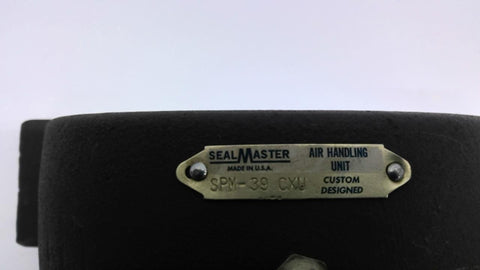 SEALMASTER
MADE IN U.S.A.
SPM-39 CXU
AIR HANDLING
UNIT
CUSTOM
DESIGNED